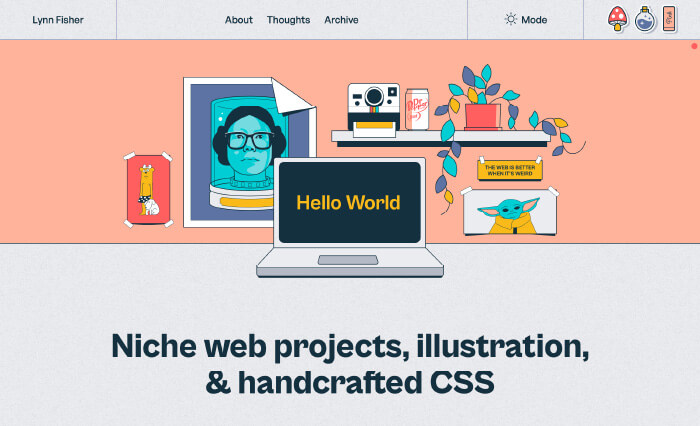 Lynn Fisher
About
Thoughts
Archive
Mode
Hello World
Dr Pepper
THE WEB IS BETTER
WHEN IT'S WEIRD
Niche web projects, illustration,
& handcrafted CSS